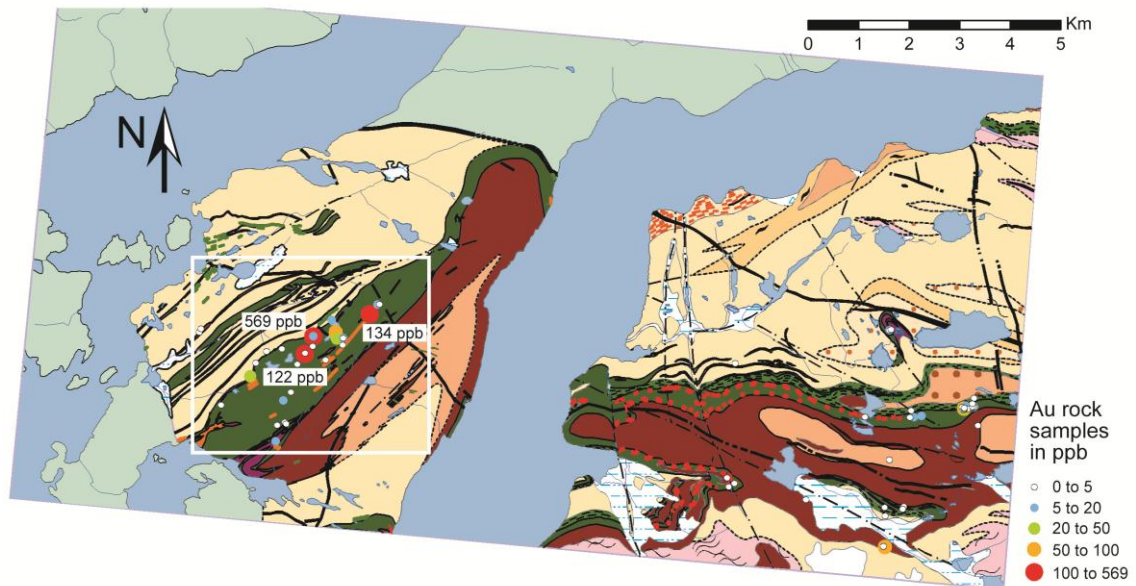 Km
0 1 2 3 4 5
N
569 ppb
134 ppb
122 ppb
Au rock
samples
in ppb
0 to 5
5 to 20
20 to 50
50 to 100
100 to 569